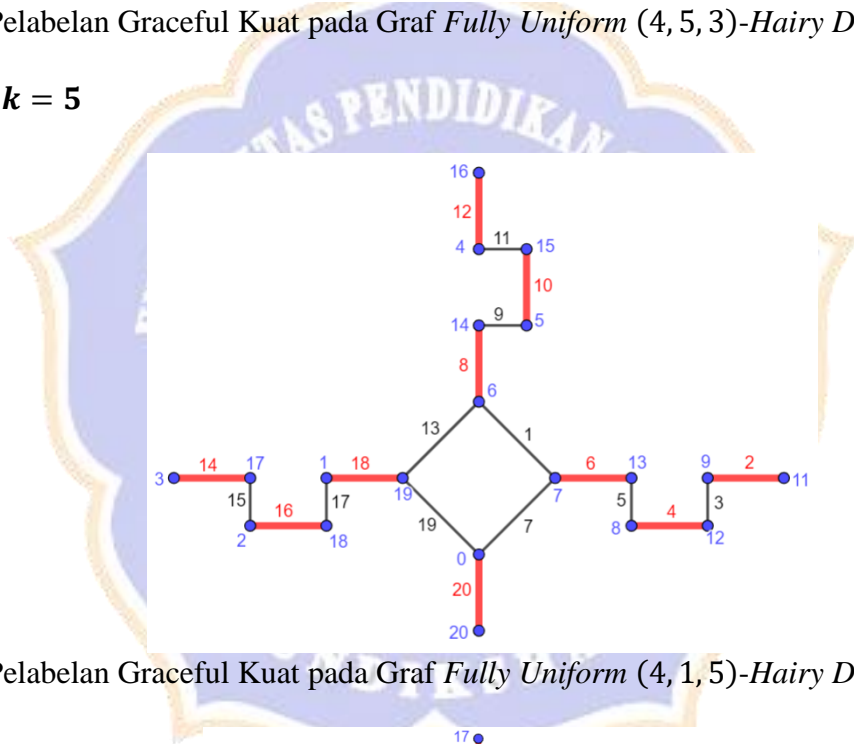 Pelabelan Graceful Kuat pada Graf Fully Uniform (4, 5, 3)-Hairy
k = 5
16
12
4 11 15
10
14 9 5
8
6
13 1
3 14 17 1 18 19 7 6 13 9 2 11
15 16 17 5 4 3
2 18 19 7 8 12
0
20
20
Pelabelan Graceful Kuat pada Graf Fully Uniform (4, 1, 5)-Hairy
17